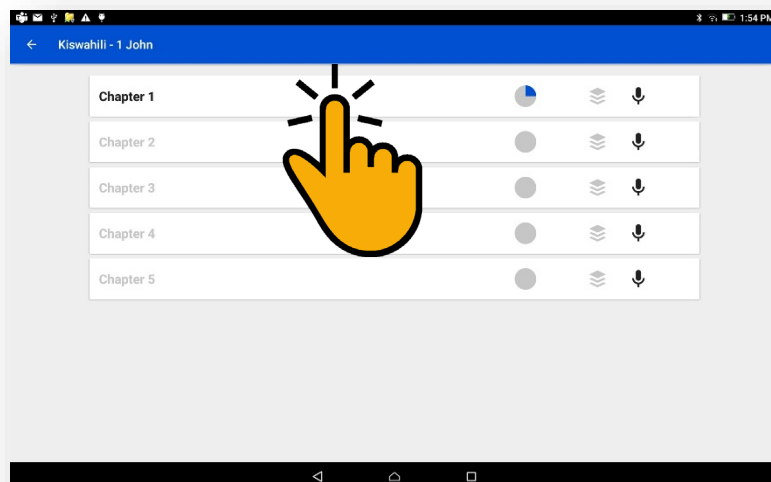 1:54 PM
Kiswahili - 1 John
Chapter 1
Chapter 2
Chapter 3
Chapter 4
Chapter 5